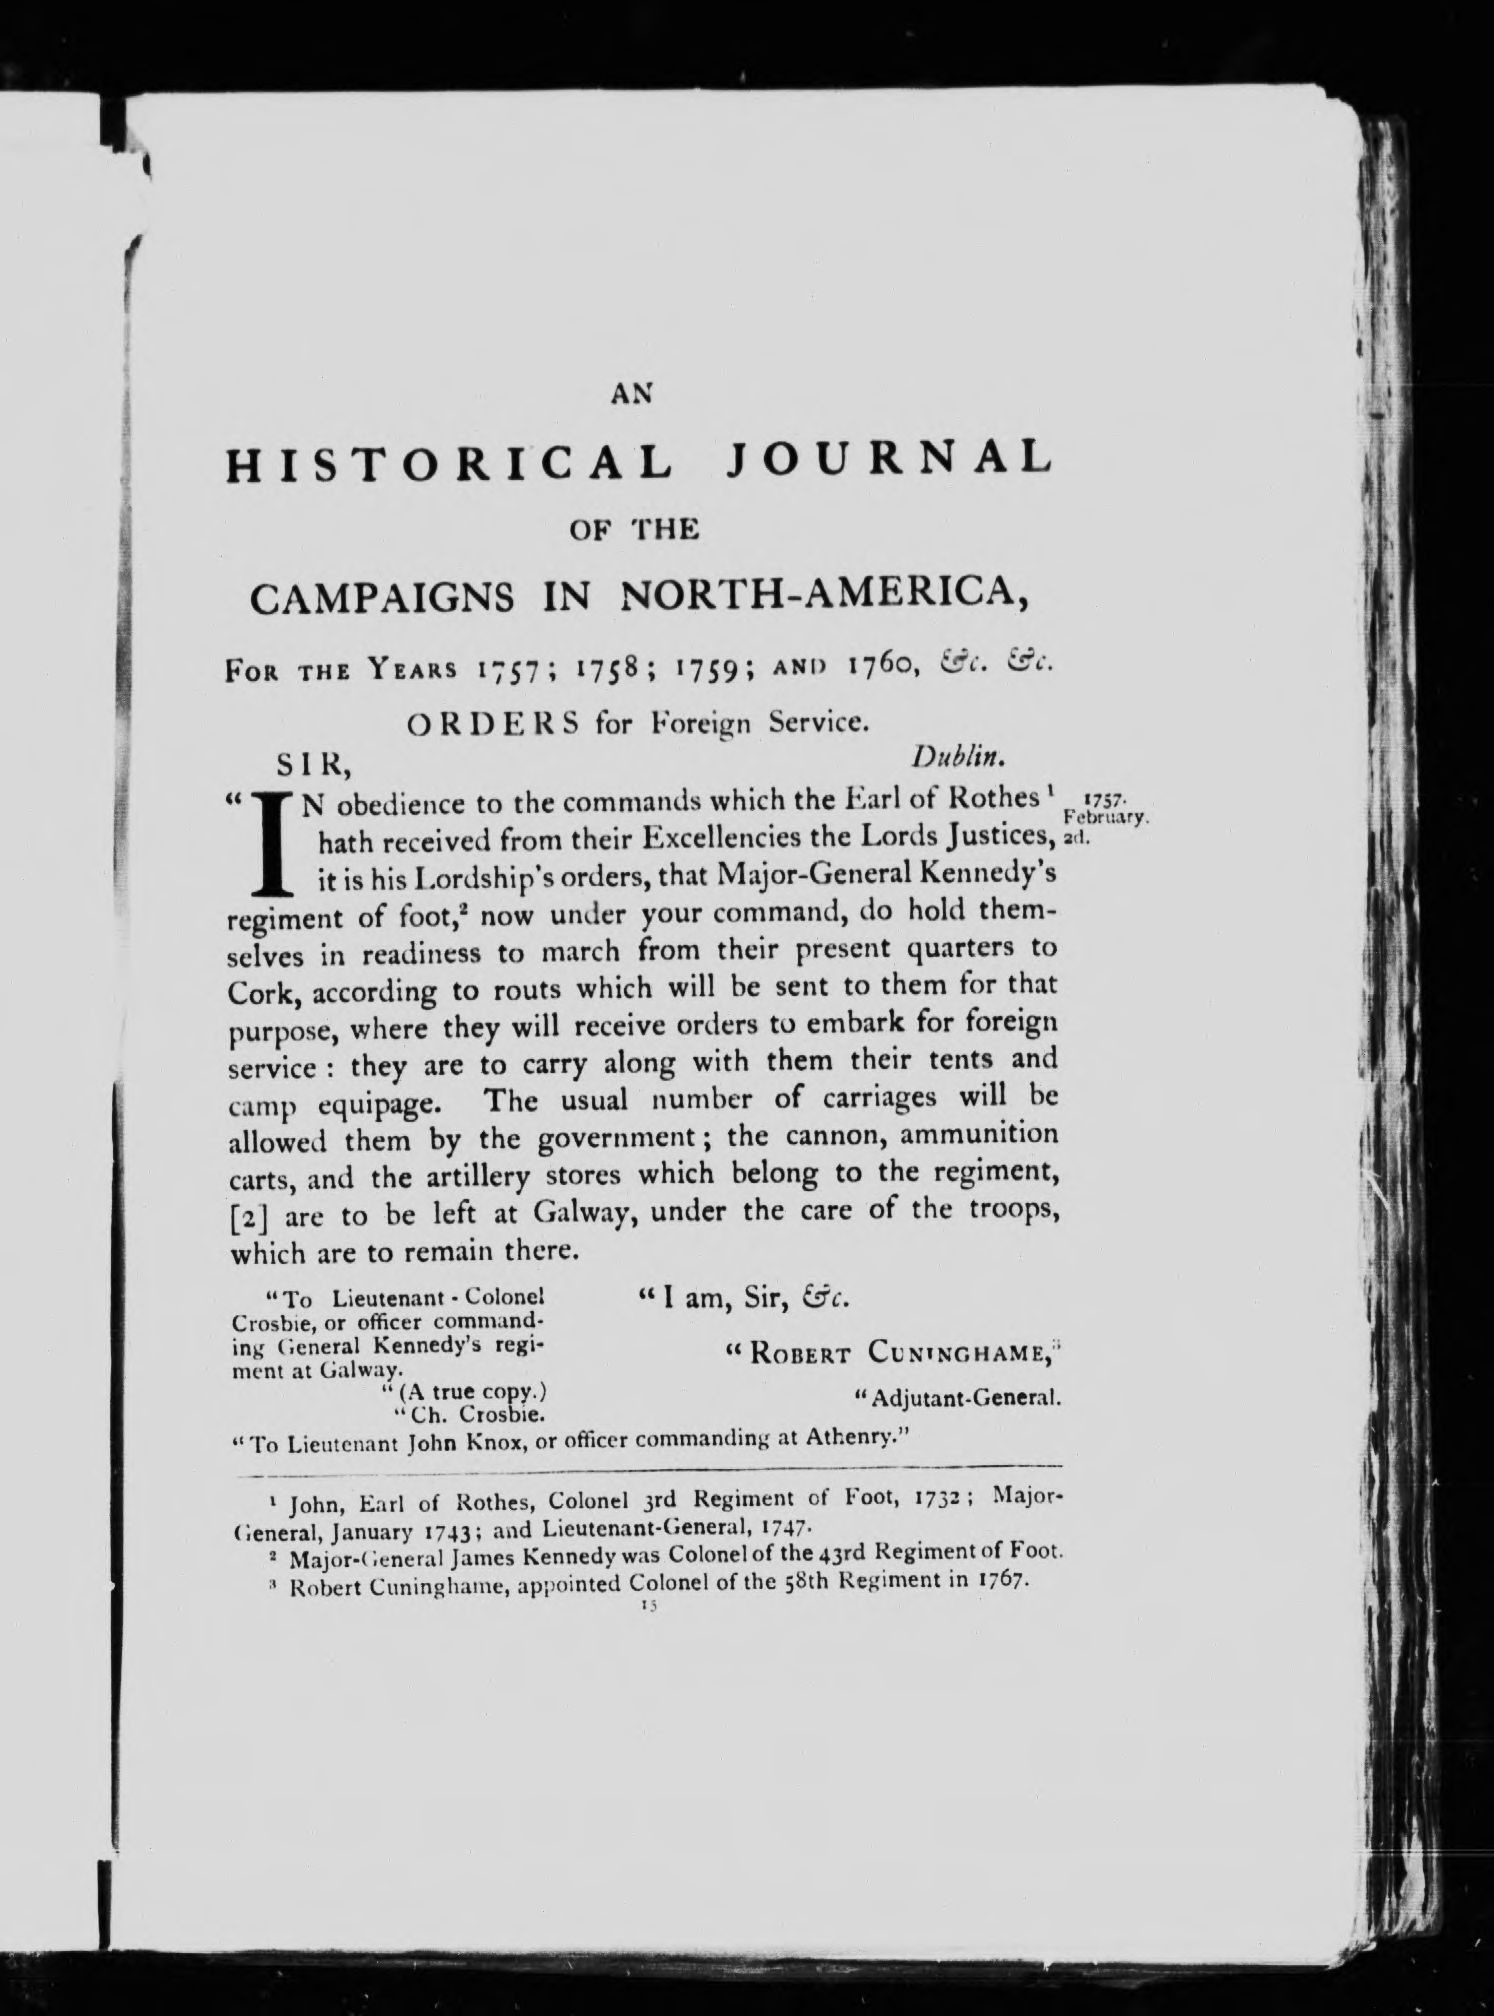 AN
HISTORICAL JOURNAL
OF THE
CAMPAIGNS IN NORTH-AMERICA,
FOR THE YEARS 1757; 1758; 1759; AND 1760, &c. &c.
ORDERS for Foreign Service.
SIR, Dublin.
“IN obedience to the commands which the Earl of Rothes ¹
1757.
February.
hath received from their Excellencies the Lords Justices, 2d.
it is his Lordship's orders, that Major-General Kennedy's
regiment of foot,² now under your command, do hold them-
selves in readiness to march from their present quarters to
Cork, according to routs which will be sent to them for that
purpose, where they will receive orders to embark for foreign
service : they are to carry along with them their tents and
camp equipage. The usual number of carriages will be
allowed them by the government; the cannon, ammunition
carts, and the artillery stores which belong to the regiment,
[2] are to be left at Galway, under the care of the troops,
which are to remain there.
“To Lieutenant-Colonel
Crosbie, or officer command-
ing General Kennedy's regi-
ment at Galway.
“(A true copy.)
“Ch. Crosbie.
“I am, Sir, &c.
“ROBERT CUNINGHAME,³
“Adjutant-General.
“To Lieutenant John Knox, or officer commanding at Athenry.”
¹ John, Earl of Rothes, Colonel 3rd Regiment of Foot, 1732; Major-
General, January 1743; and Lieutenant-General, 1747.
² Major-General James Kennedy was Colonel of the 43rd Regiment of Foot.
³ Robert Cuninghame, appointed Colonel of the 58th Regiment in 1767.
15